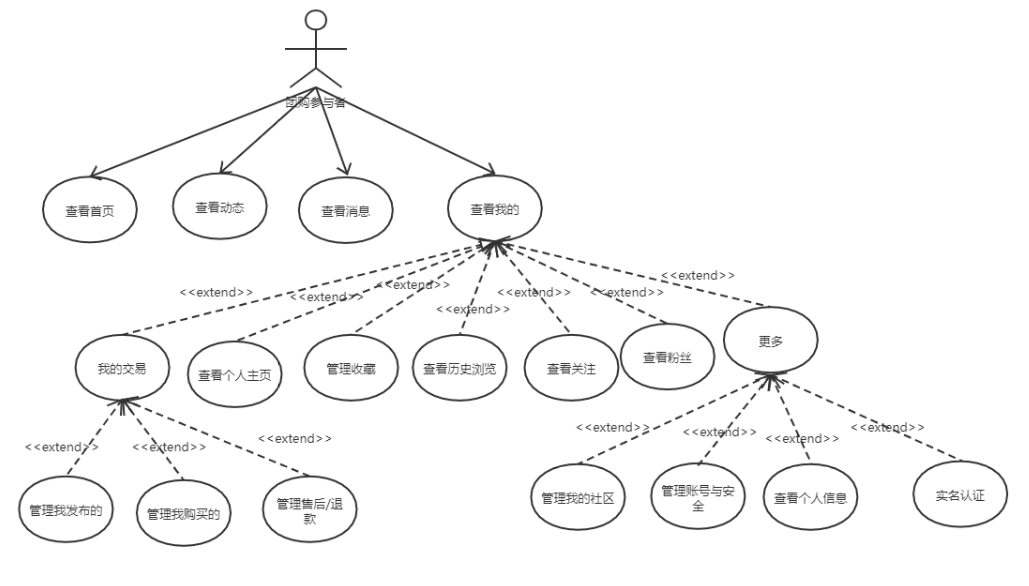 团购参与者
查看首页
查看动态
查看消息
查看我的
<<extend>>
<<extend>>
<<extend>>
<<extend>>
<<extend>>
<<extend>>
<<extend>>
我的交易
查看个人主页
管理收藏
查看历史浏览
查看关注
查看粉丝
更多
<<extend>>
<<extend>>
<<extend>>
<<extend>>
<<extend>>
<<extend>>
<<extend>>
管理我发布的
管理我购买的
管理售后/退
款
管理我的社区
管理账号与安
全
查看个人信息
实名认证